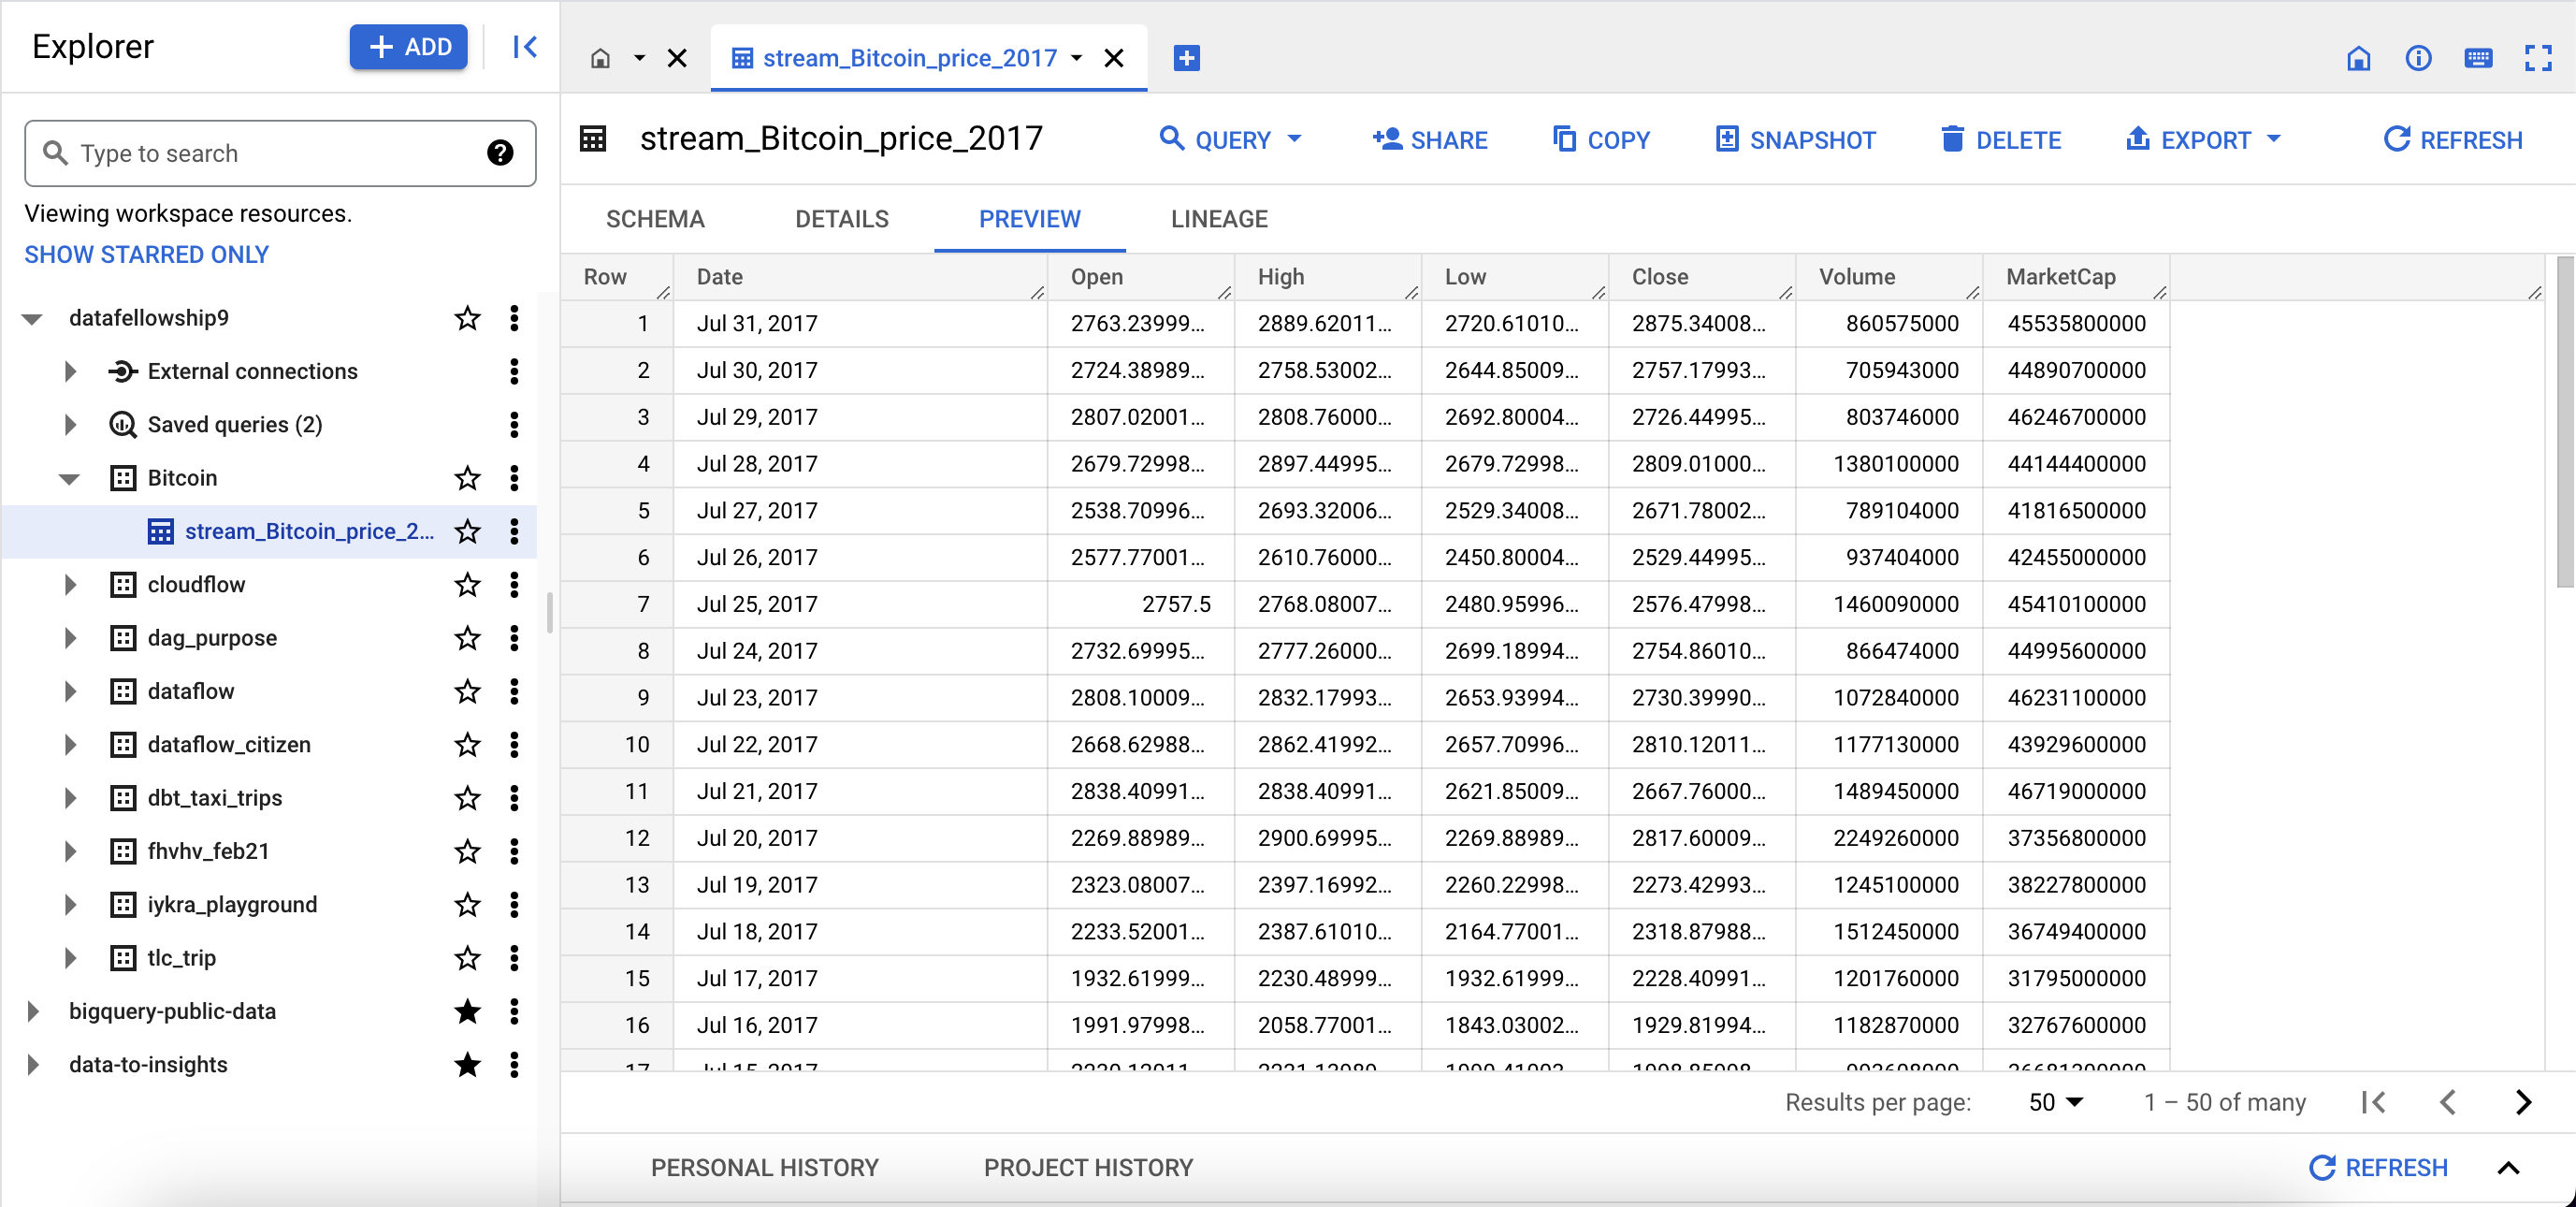 Explorer
ADD
stream_Bitcoin_price_2017
Type to search
Viewing workspace resources.
SHOW STARRED ONLY
datafellowship9
External connections
Saved queries (2)
Bitcoin
stream_Bitcoin_price_2...
cloudflow
dag_purpose
dataflow
dataflow_citizen
dbt_taxi_trips
fhvhv_feb21
iykra_playground
tlc_trip
bigquery-public-data
data-to-insights
stream_Bitcoin_price_2017 QUERY SHARE COPY SNAPSHOT DELETE EXPORT REFRESH
SCHEMA DETAILS PREVIEW LINEAGE
Row Date Open High Low Close Volume MarketCap
1 Jul 31, 2017 2763.23999... 2889.62011... 2720.61010... 2875.34008... 860575000 45535800000
2 Jul 30, 2017 2724.38989... 2758.53002... 2644.85009... 2757.17993... 705943000 44890700000
3 Jul 29, 2017 2807.02001... 2808.76000... 2692.80004... 2726.44995... 803746000 46246700000
4 Jul 28, 2017 2679.72998... 2897.44995... 2679.72998... 2809.01000... 1380100000 44144400000
5 Jul 27, 2017 2538.70996... 2693.32006... 2529.34008... 2671.78002... 789104000 41816500000
6 Jul 26, 2017 2577.77001... 2610.76000... 2450.80004... 2529.44995... 937404000 42455000000
7 Jul 25, 2017 2757.5 2768.08007... 2480.95996... 2576.47998... 1460090000 45410100000
8 Jul 24, 2017 2732.69995... 2777.26000... 2699.18994... 2754.86010... 866474000 44995600000
9 Jul 23, 2017 2808.10009... 2832.17993... 2653.93994... 2730.39990... 1072840000 46231100000
10 Jul 22, 2017 2668.62988... 2862.41992... 2657.70996... 2810.12011... 1177130000 43929600000
11 Jul 21, 2017 2838.40991... 2838.40991... 2621.85009... 2667.76000... 1489450000 46719000000
12 Jul 20, 2017 2269.88989... 2900.69995... 2269.88989... 2817.60009... 2249260000 37356800000
13 Jul 19, 2017 2323.08007... 2397.16992... 2260.22998... 2273.42993... 1245100000 38227800000
14 Jul 18, 2017 2233.52001... 2387.61010... 2164.77001... 2318.87988... 1512450000 36749400000
15 Jul 17, 2017 1932.61999... 2230.48999... 1932.61999... 2228.40991... 1201760000 31795000000
16 Jul 16, 2017 1991.97998... 2058.77001... 1843.03002... 1929.81994... 1182870000 32767600000
17 Jul 15, 2017
Results per page: 50 1 – 50 of many
PERSONAL HISTORY PROJECT HISTORY REFRESH